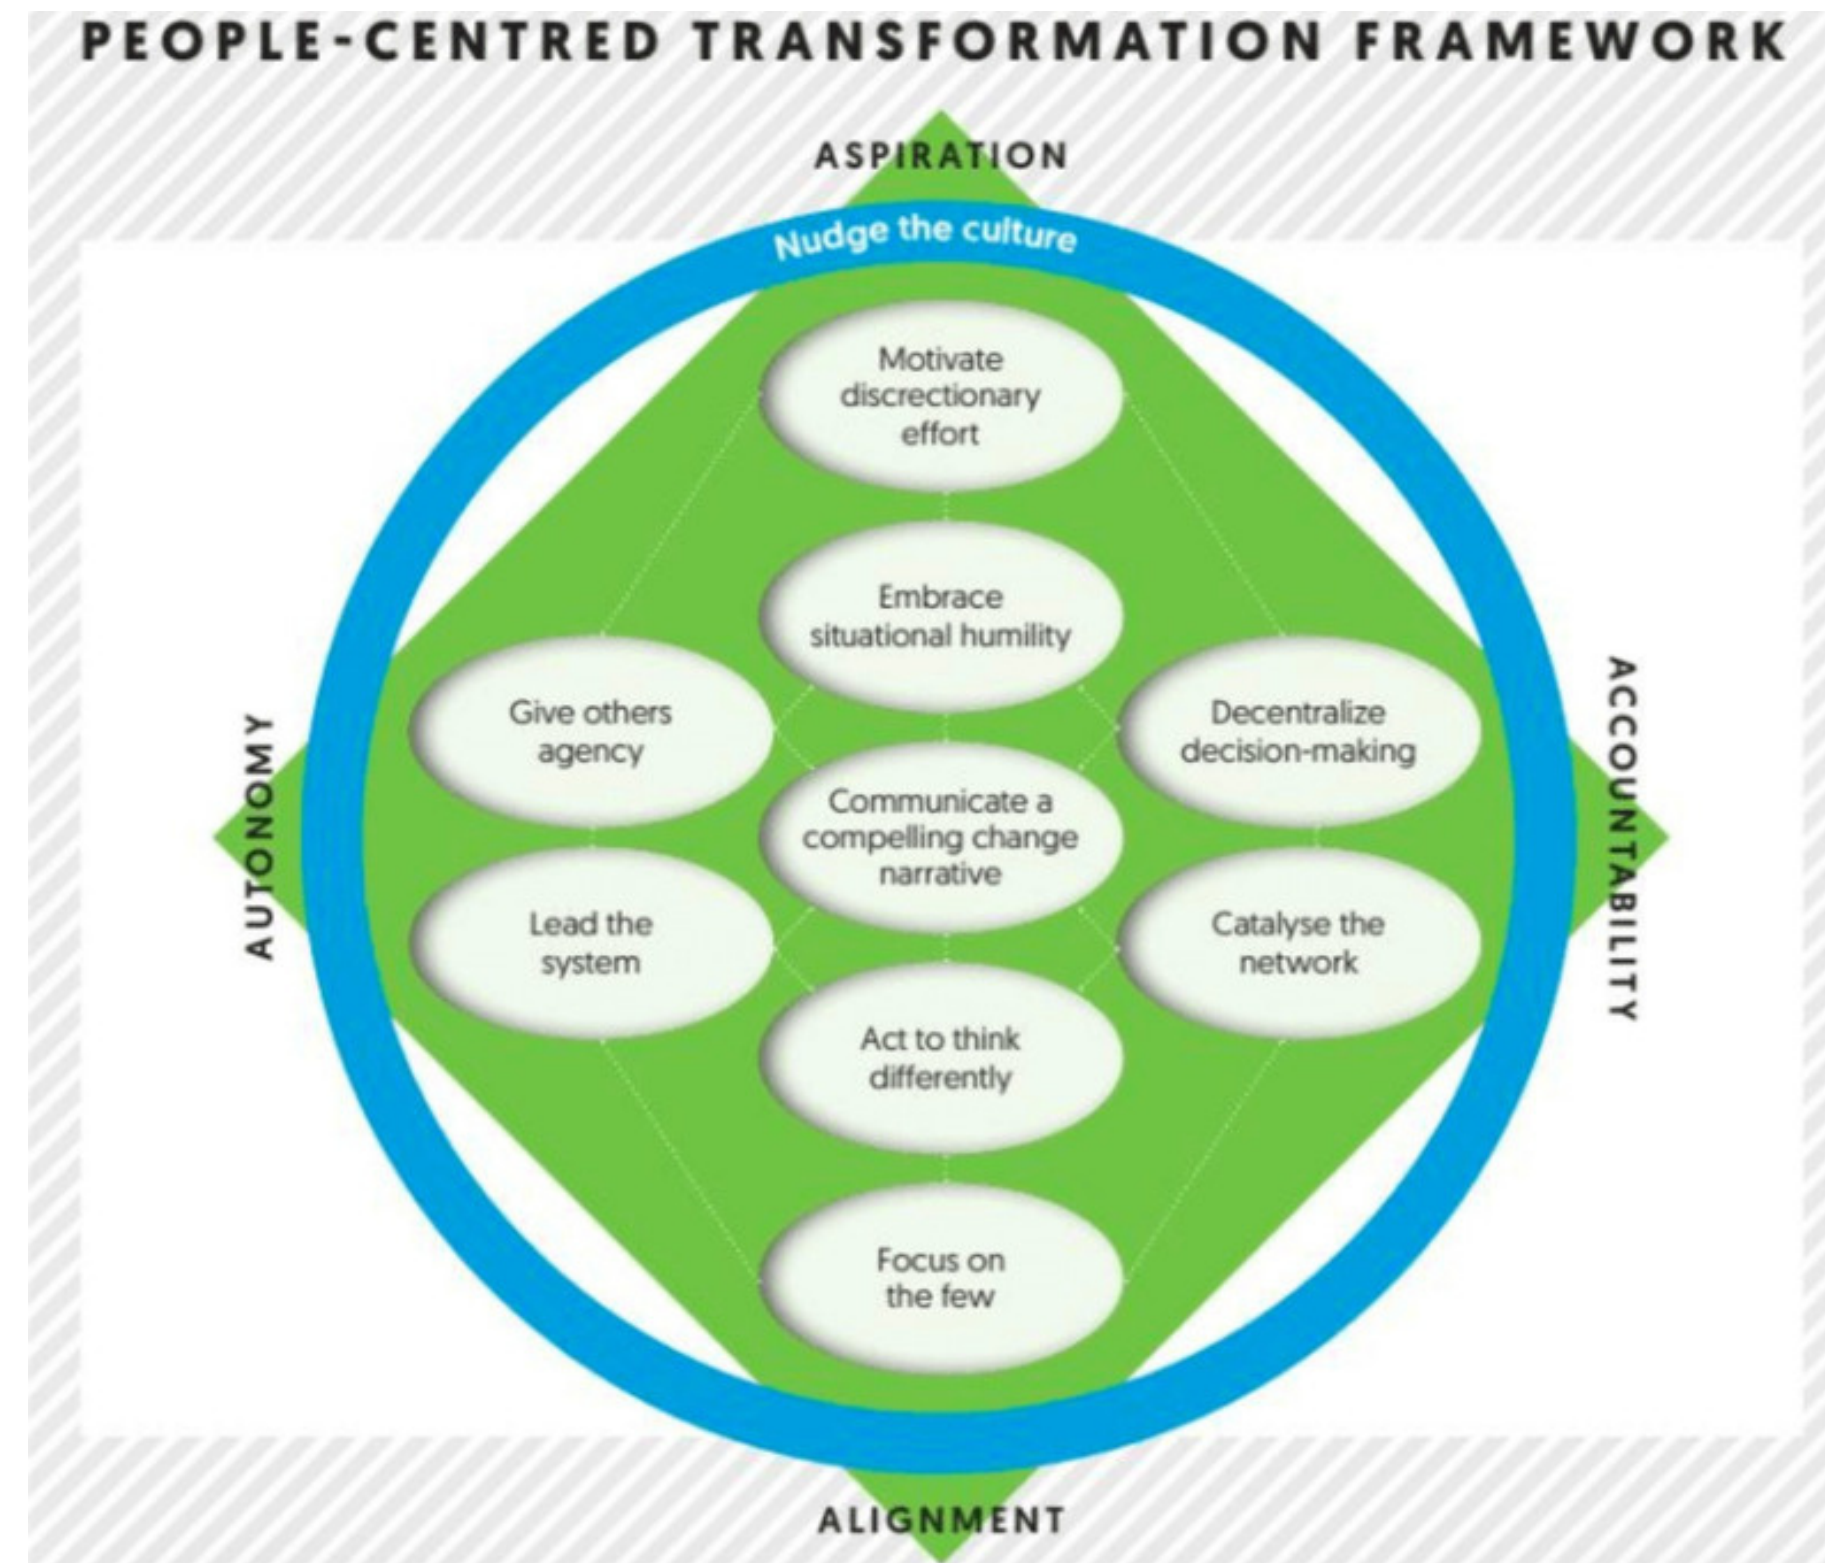 PEOPLE-CENTRED TRANSFORMATION FRAMEWORK
ASPIRATION
Nudge the culture
Motivate
discrectionary
effort
Embrace
situational humility
Give others
agency
Decentralize
decision-making
AUTONOMY
ACCOUNTABILITY
Communicate a
compelling change
narrative
Lead the
system
Catalyse the
network
Act to think
differently
Focus on
the few
ALIGNMENT